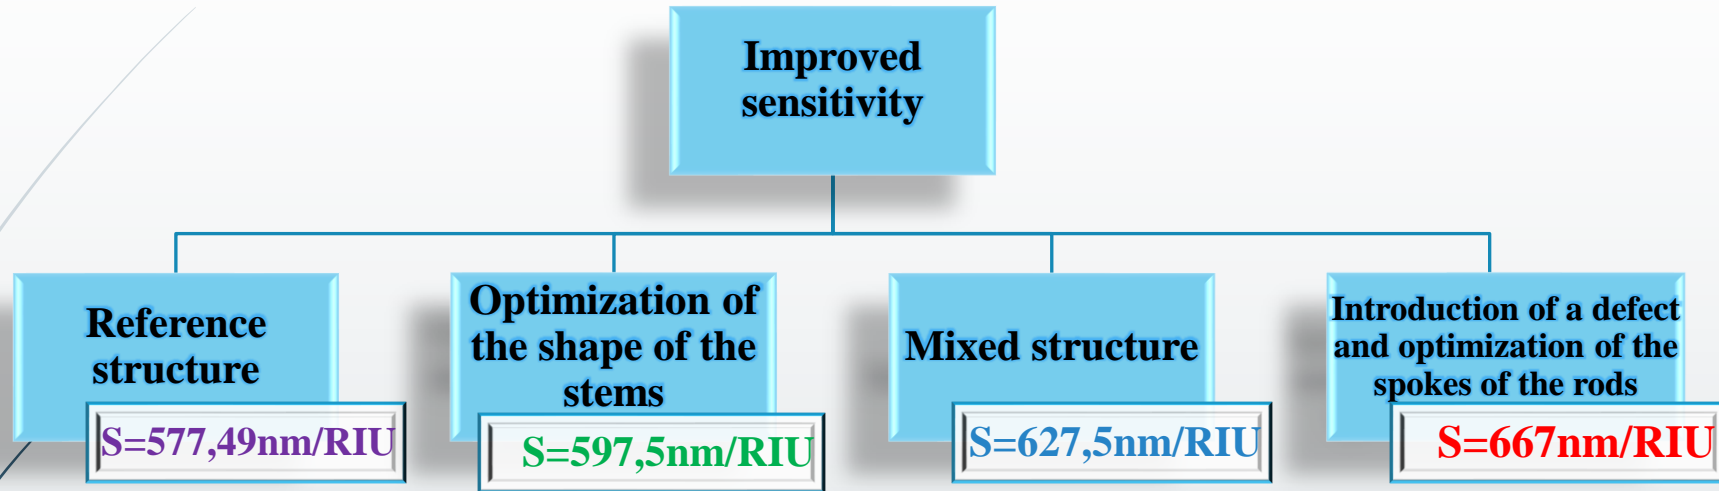 Improved
sensitivity
Reference
structure
S=577,49nm/RIU
Optimization of
the shape of the
stems
S=597,5nm/RIU
Mixed structure
S=627,5nm/RIU
Introduction of a defect
and optimization of the
spokes of the rods
S=667nm/RIU